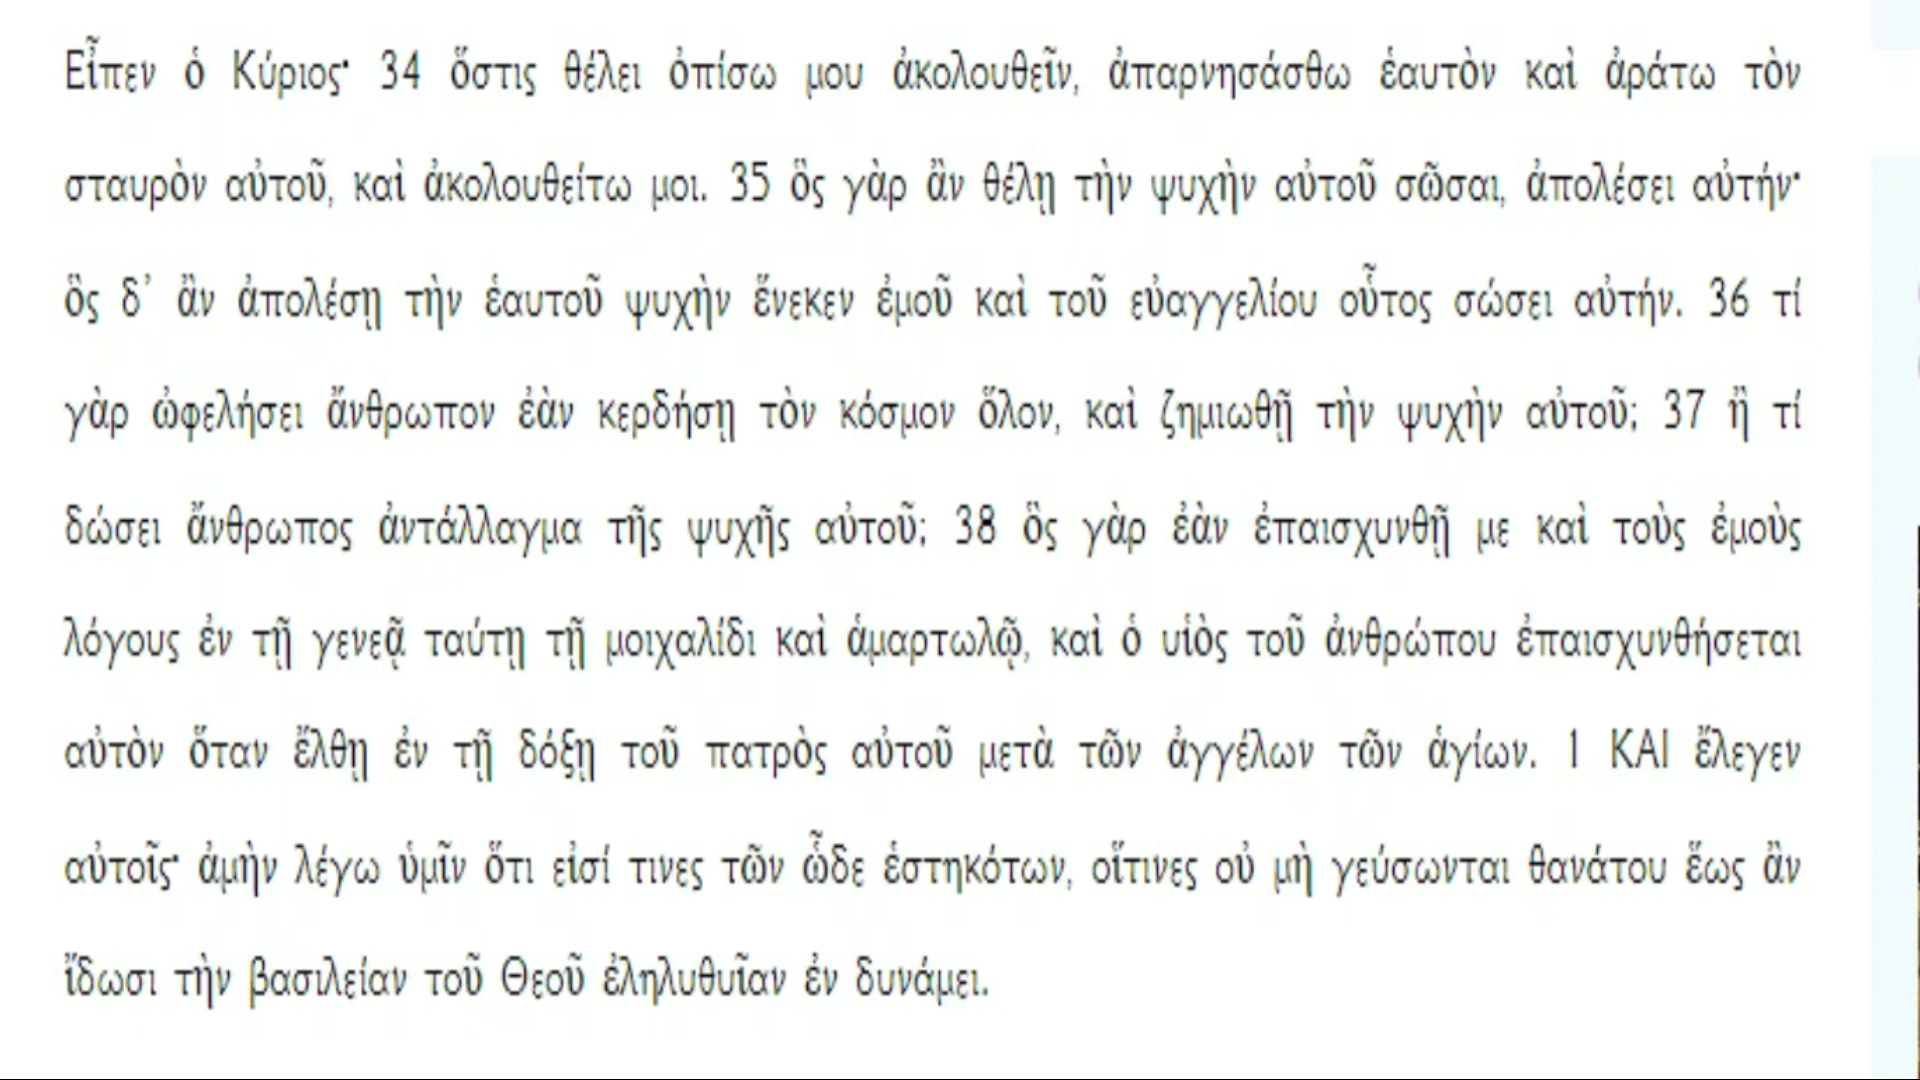 Εἶπεν ὁ Κύριος· 34 ὅστις θέλει ὀπίσω μου ἀκολουθεῖν, ἀπαρνησάσθω ἑαυτὸν καὶ ἀράτω τὸν
σταυρὸν αὐτοῦ, καὶ ἀκολουθείτω μοι. 35 ὃς γὰρ ἂν θέλῃ τὴν ψυχὴν αὐτοῦ σῶσαι, ἀπολέσει αὐτήν·
ὃς δ᾿ ἂν ἀπολέσῃ τὴν ἑαυτοῦ ψυχὴν ἕνεκεν ἐμοῦ καὶ τοῦ εὐαγγελίου οὗτος σώσει αὐτήν. 36 τί
γὰρ ὠφελήσει ἄνθρωπον ἐὰν κερδήσῃ τὸν κόσμον ὅλον, καὶ ζημιωθῇ τὴν ψυχὴν αὐτοῦ; 37 ἢ τί
δώσει ἄνθρωπος ἀντάλλαγμα τῆς ψυχῆς αὐτοῦ; 38 ὃς γὰρ ἐὰν ἐπαισχυνθῇ με καὶ τοὺς ἐμοὺς
λόγους ἐν τῇ γενεᾷ ταύτῃ τῇ μοιχαλίδι καὶ ἁμαρτωλῷ, καὶ ὁ υἱὸς τοῦ ἀνθρώπου ἐπαισχυνθήσεται
αὐτὸν ὅταν ἔλθῃ ἐν τῇ δόξῃ τοῦ πατρὸς αὐτοῦ μετὰ τῶν ἀγγέλων τῶν ἁγίων. 1 ΚΑΙ ἔλεγεν
αὐτοῖς· ἀμὴν λέγω ὑμῖν ὅτι εἰσί τινες τῶν ὧδε ἑστηκότων, οἵτινες οὐ μὴ γεύσωνται θανάτου ἕως ἂν
ἴδωσι τὴν βασιλείαν τοῦ Θεοῦ ἐληλυθυῖαν ἐν δυνάμει.